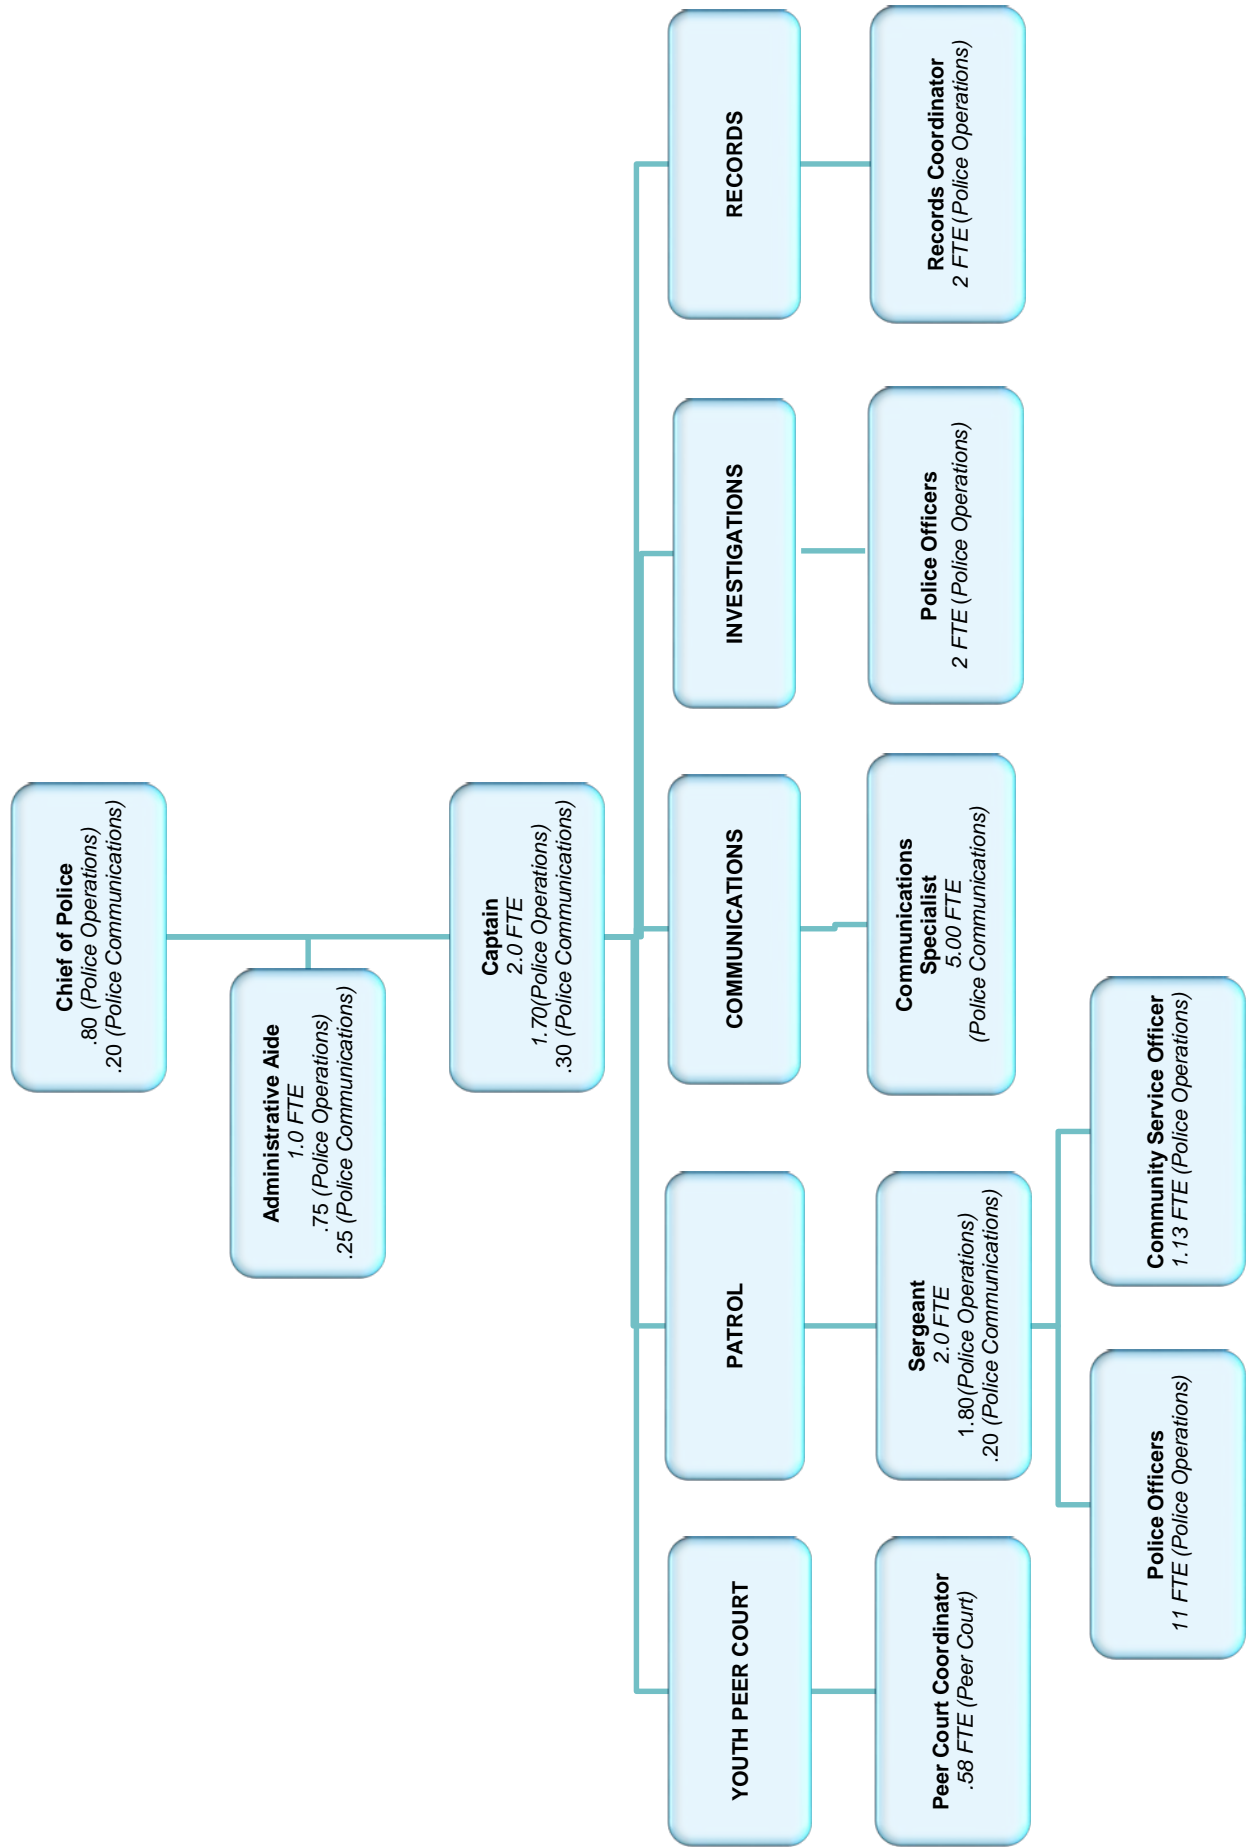 Chief of Police
.80 (Police Operations)
.20 (Police Communications)
Administrative Aide
1.0 FTE
.75 (Police Operations)
.25 (Police Communications)
Captain
2.0 FTE
1.70(Police Operations)
.30 (Police Communications)
YOUTH PEER COURT
PATROL
COMMUNICATIONS
INVESTIGATIONS
RECORDS
Peer Court Coordinator
.58 FTE (Peer Court)
Sergeant
2.0 FTE
1.80(Police Operations)
.20 (Police Communications)
Communications
Specialist
5.00 FTE
(Police Communications)
Police Officers
2 FTE (Police Operations)
Records Coordinator
2 FTE (Police Operations)
Police Officers
11 FTE (Police Operations)
Community Service Officer
1.13 FTE (Police Operations)